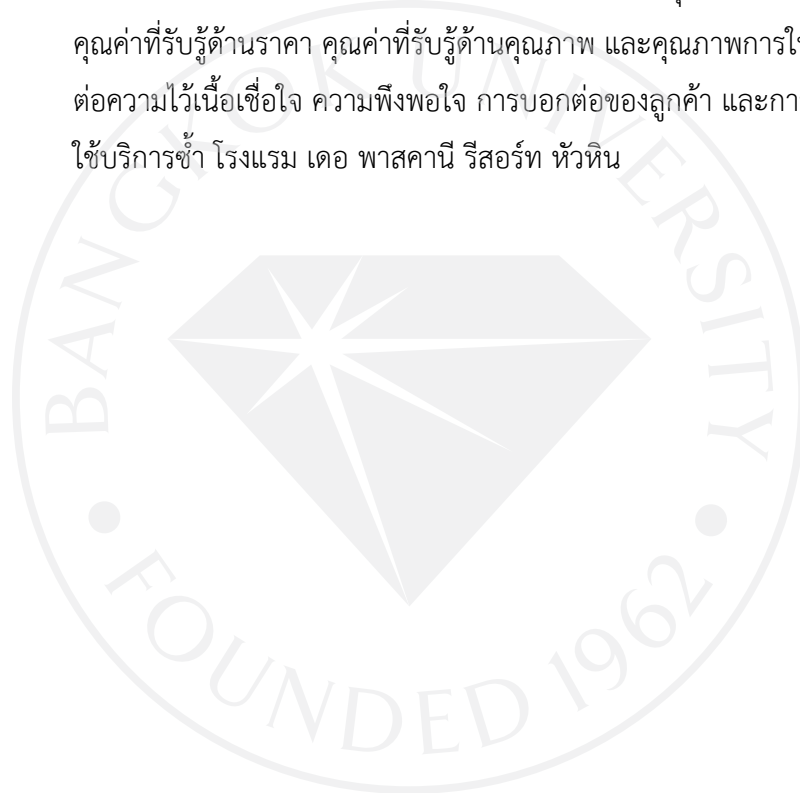 คุณค่าที่รับรู้ด้านราคา คุณค่าที่รับรู้ด้านคุณภาพ และคุณภาพการให้
ต่อความไว้เนื้อเชื่อใจ ความพึงพอใจ การบอกต่อของลูกค้า และกา
ใช้บริการซ้ำ โรงแรม เดอ พาสคานี รีสอร์ท หัวหิน
BANGKOK UNIVERSITY
FOUNDED 1962